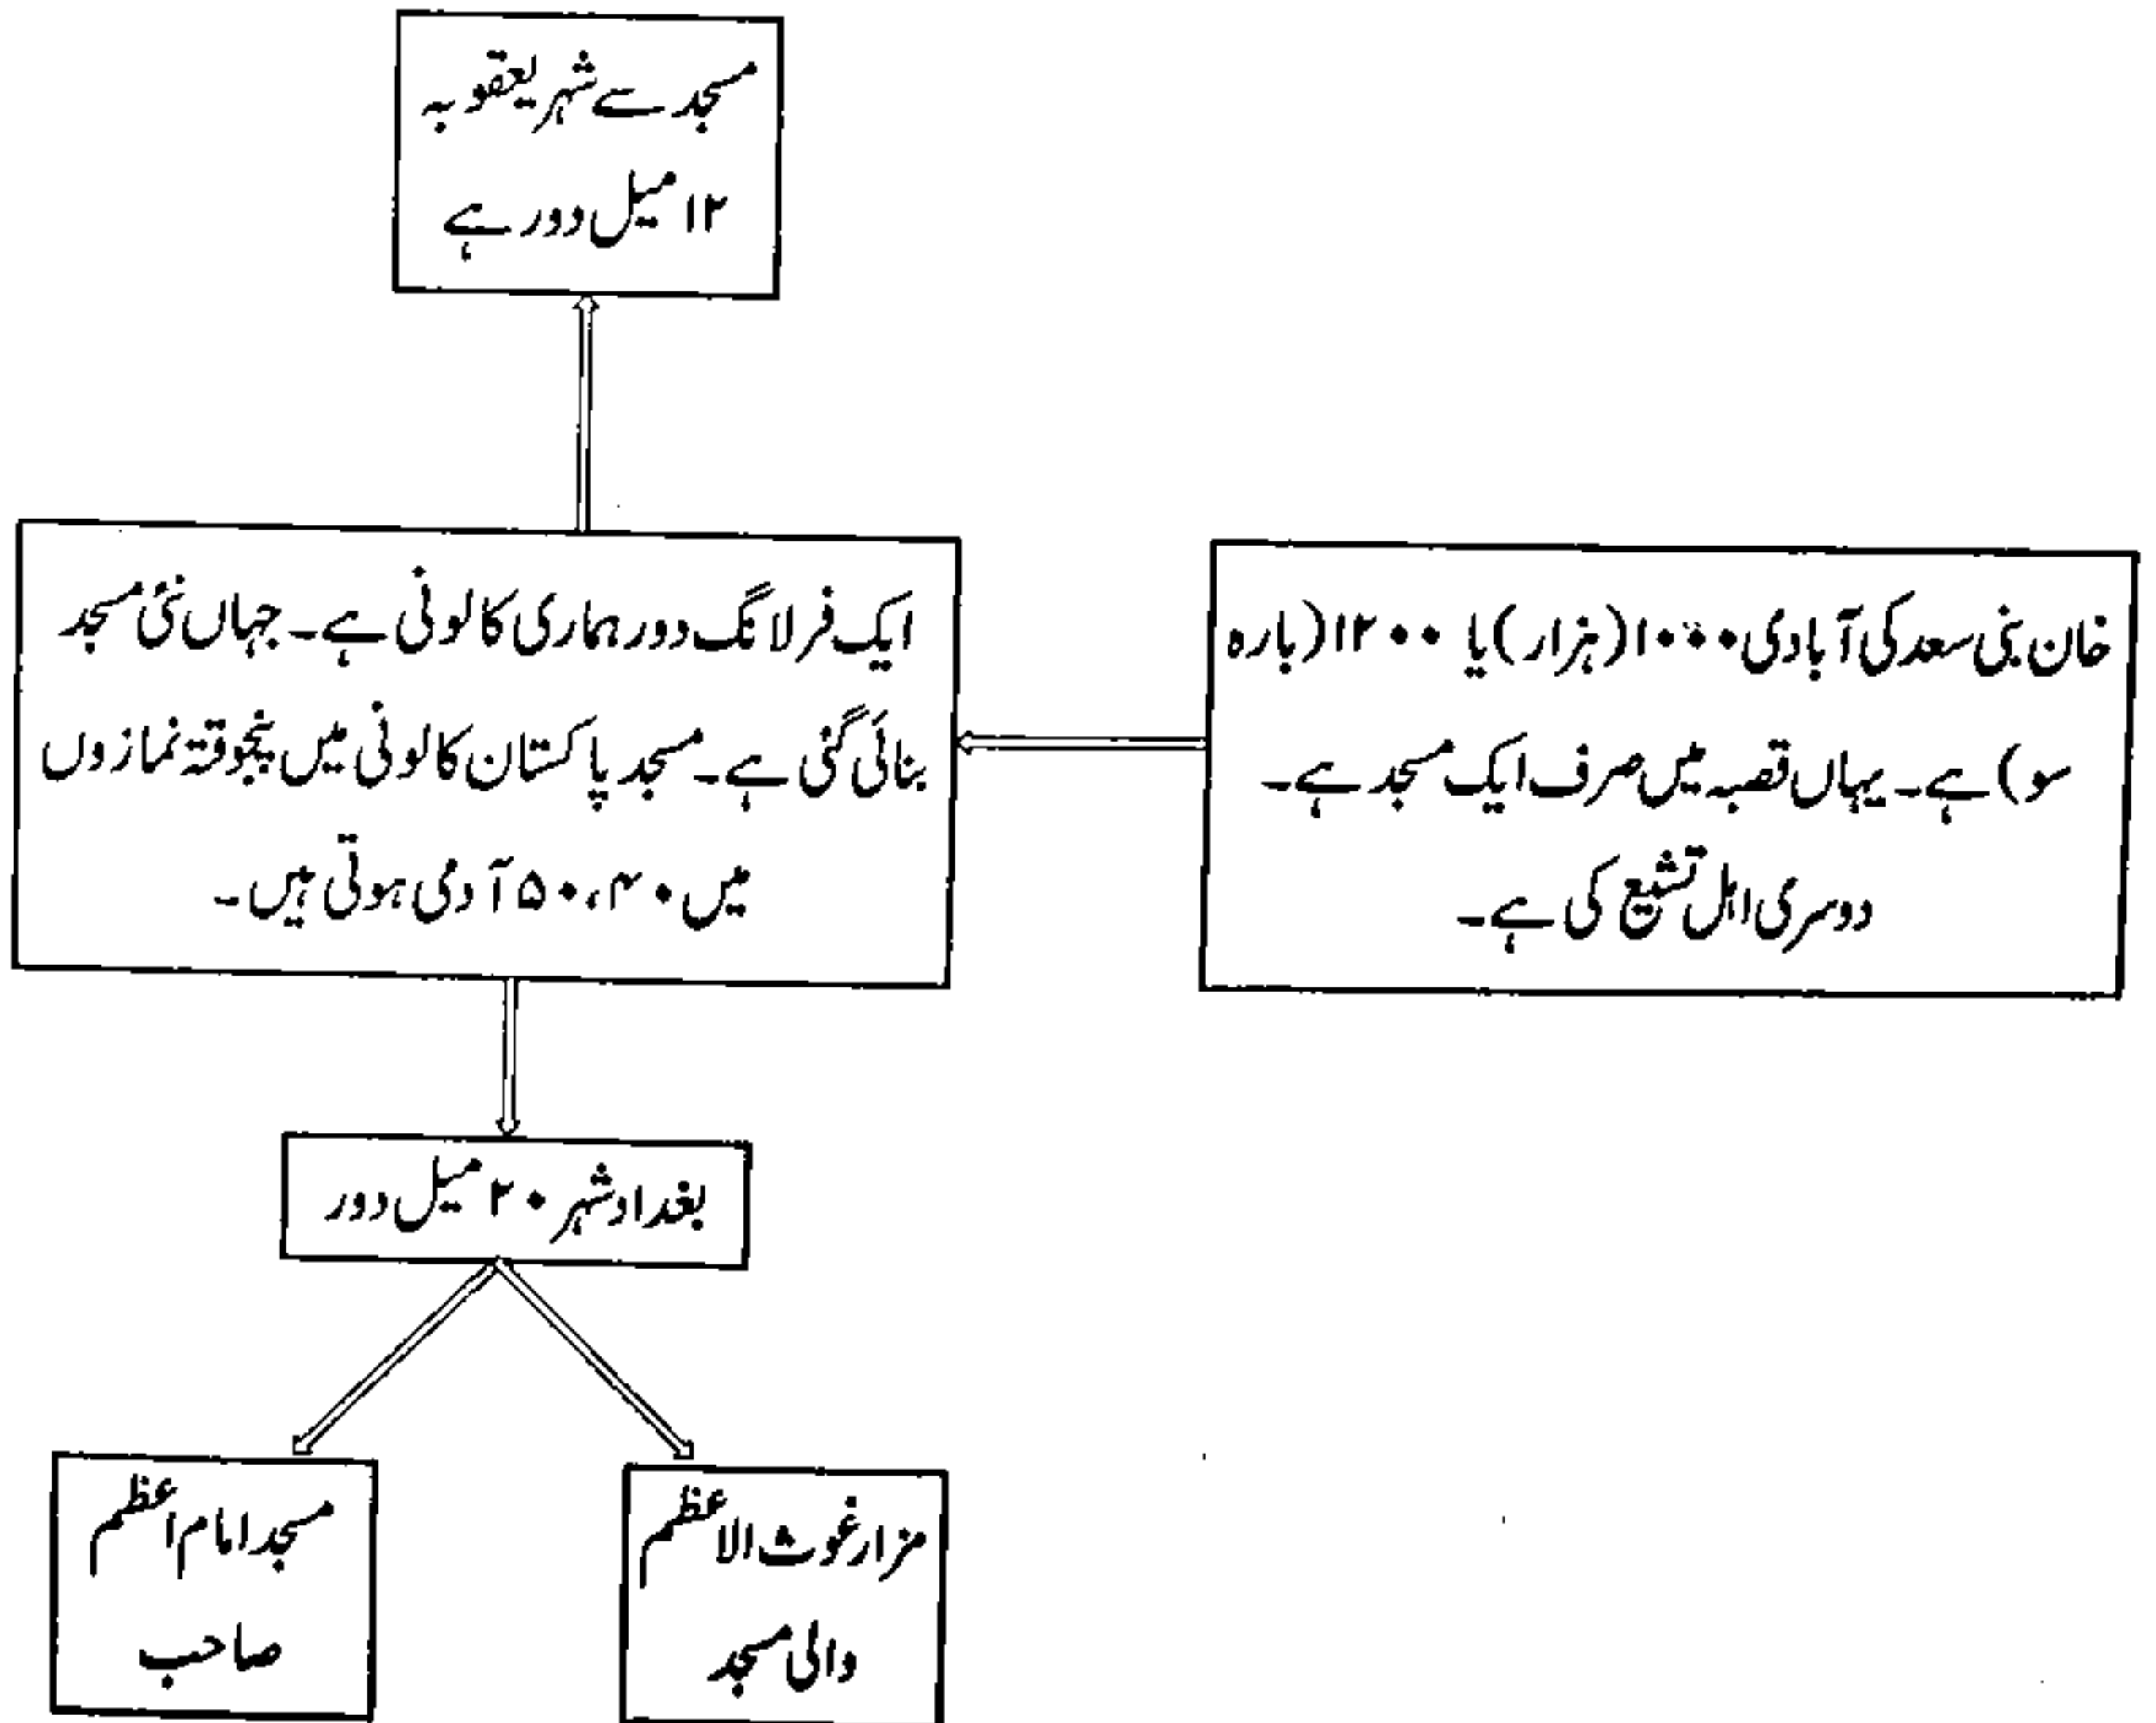 مسجد سے شہر یعقوبہ
۱۲ میل دور ہے
خان بنی سعد کی آبادی ۱۰۰۰ (ہزار) یا ۱۲۰۰ (بارہ
سو) ہے۔ یہاں قصبہ میں صرف ایک مسجد ہے۔
دوسری اہل تشیع کی ہے۔
ایک فرلانگ دور ہماری کالونی ہے۔ جہاں نئی مسجد
بنائی گئی ہے۔ مسجد پاکستان کالونی میں پنجوقتہ نمازوں
میں ۴۰،۵۰ آدمی ہوتی ہیں۔
بغداد شہر ۲۰ میل دور
مزار غوث الاعظم
والی مسجد
مسجد امام اعظم
صاحب